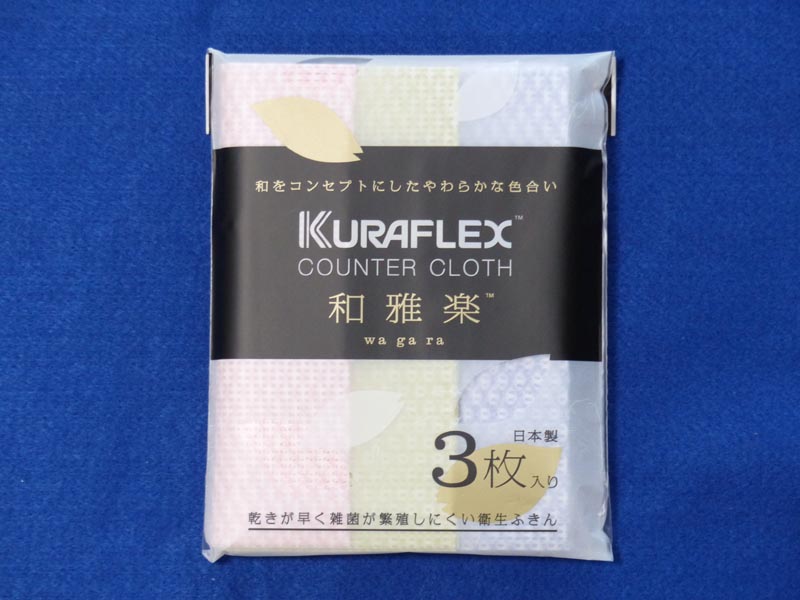 和をコンセプトにしたやわらかな色合い
KURAFLEX™
COUNTER CLOTH
和雅楽™
wa ga ra
日本製
3枚入り
乾きが早く雑菌が繁殖しにくい衛生ふきん